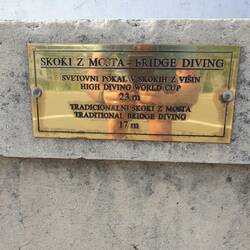 SKOKI Z MOSTA - BRIDGE DIVING
SVETOVNI POKAL V SKOKIH Z VIŠIN
HIGH DIVING WORLD CUP
23 m
TRADICIONALNI SKOKI Z MOSTA
TRADITIONAL BRIDGE DIVING
17 m